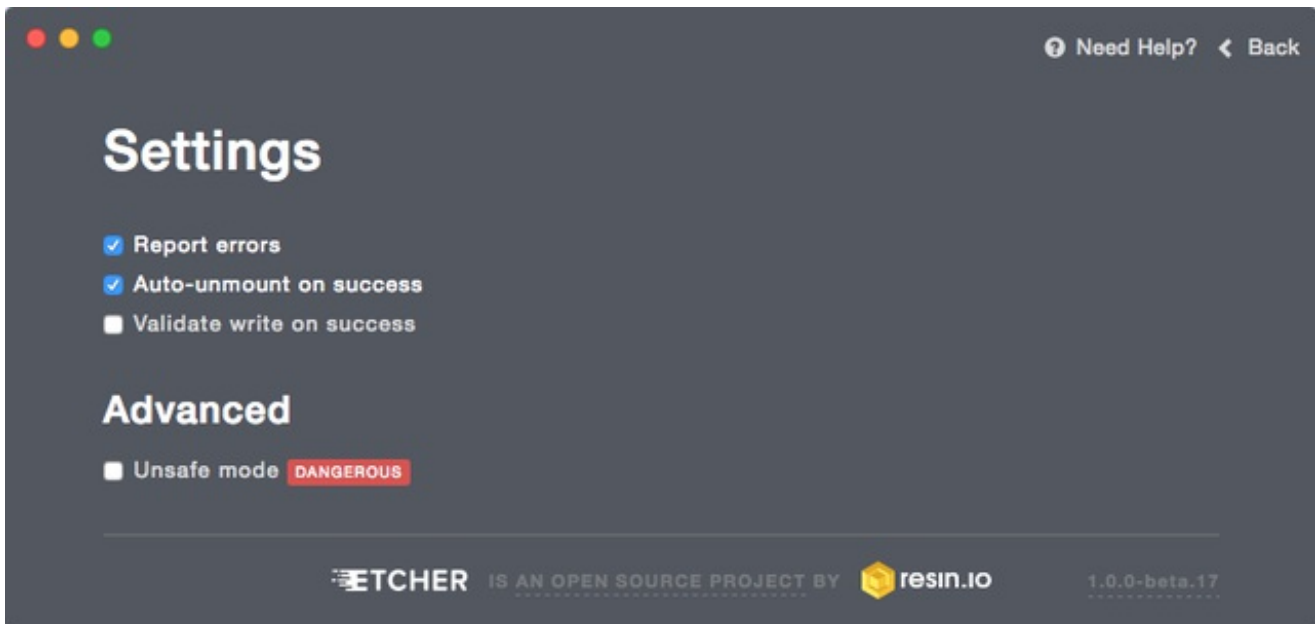 Need Help? Back
Settings
Report errors
Auto-unmount on success
Validate write on success
Advanced
Unsafe mode DANGEROUS
ETCHER IS AN OPEN SOURCE PROJECT BY resin.io 1.0.0-beta.17